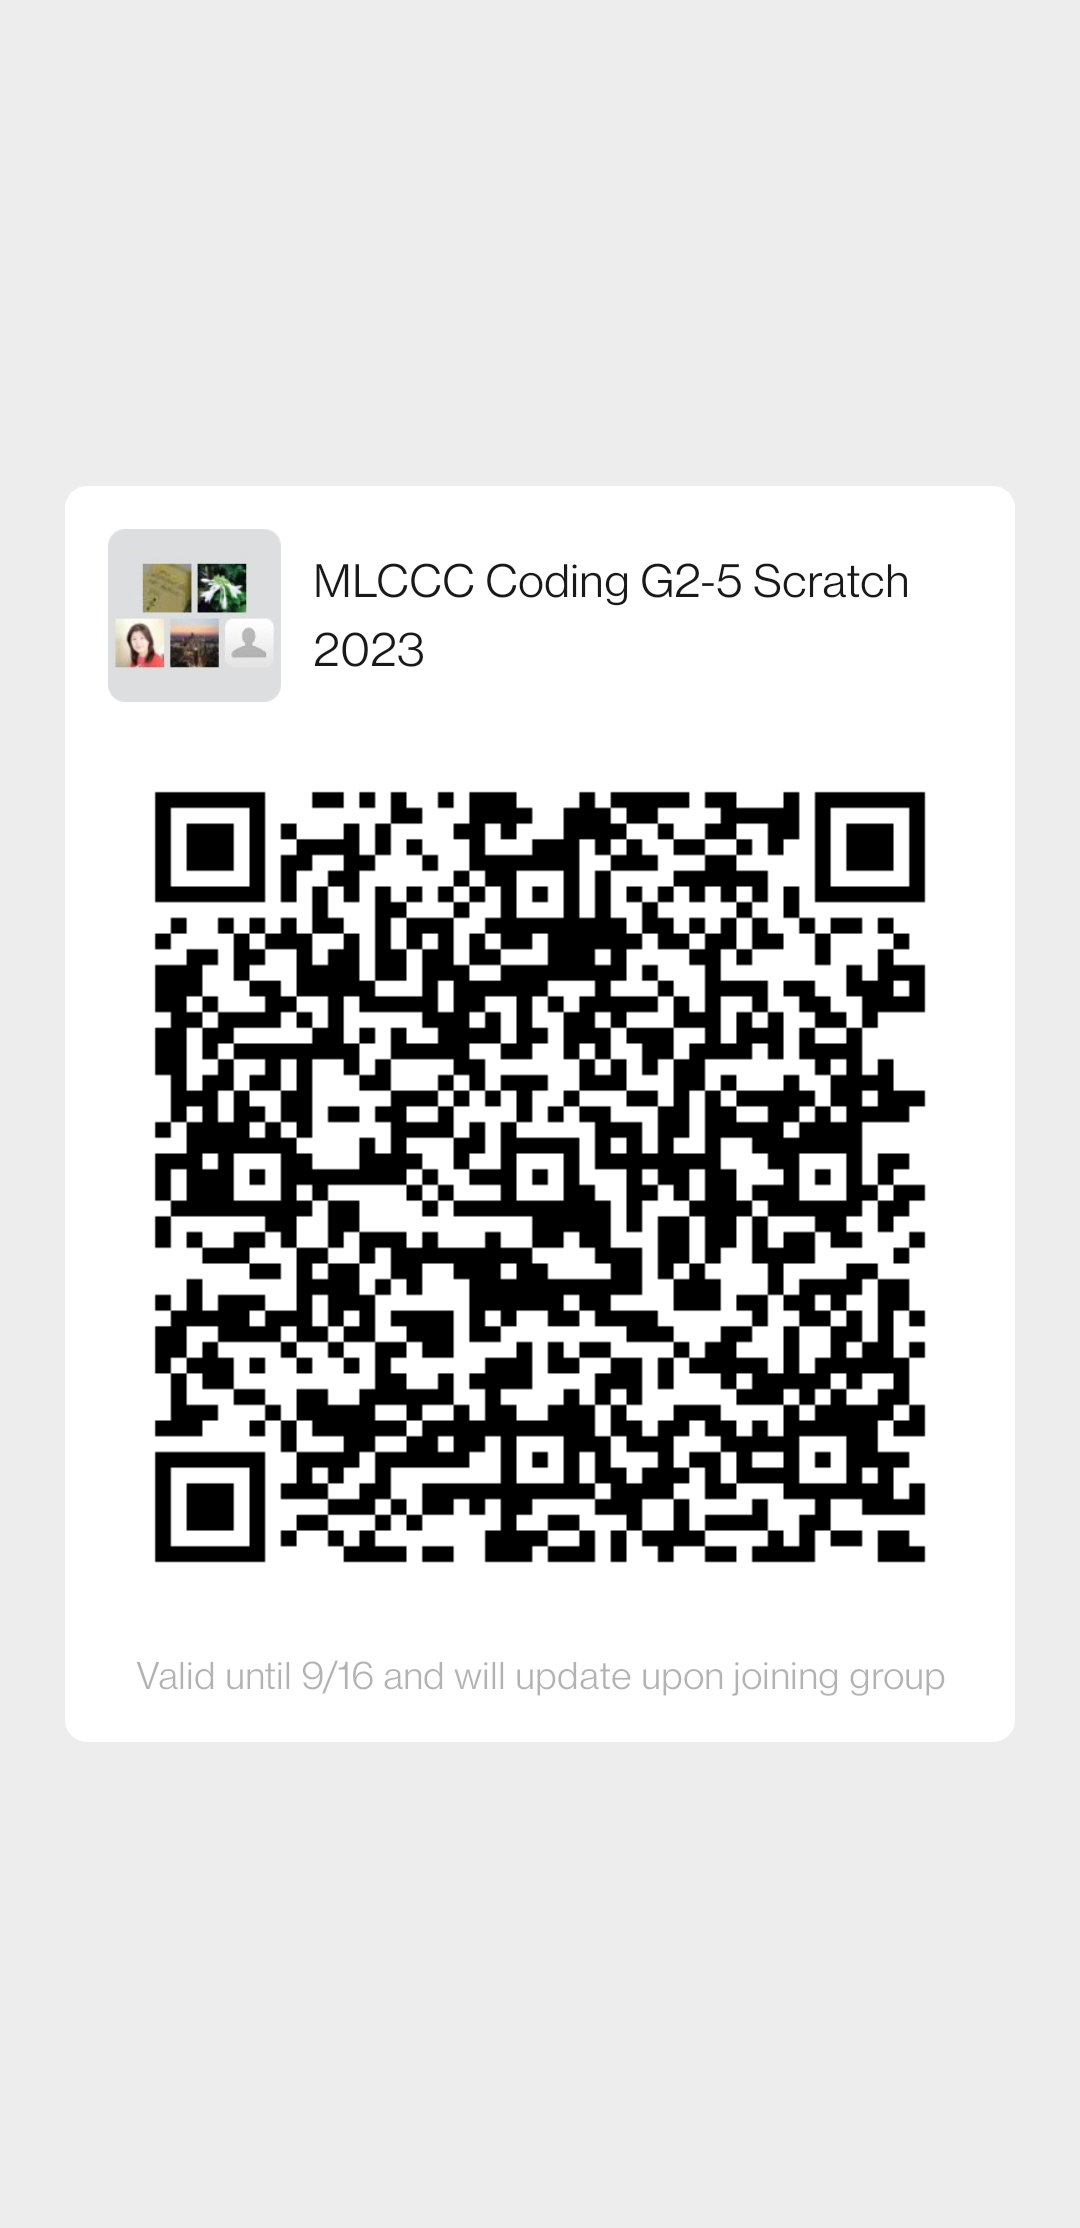 MLCCC Coding G2-5 Scratch
2023
Valid until 9/16 and will update upon joining group